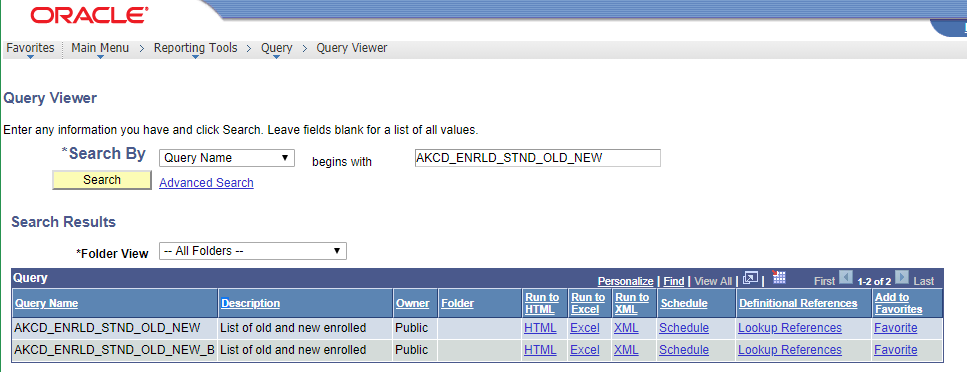 ORACLE®
Favorites Main Menu > Reporting Tools > Query > Query Viewer
Query Viewer
Enter any information you have and click Search. Leave fields blank for a list of all values.
*Search By Query Name begins with AKCD_ENRLD_STND_OLD_NEW
Search Advanced Search
Search Results
*Folder View -- All Folders --
Query Personalize | Find | View All | | First 1-2 of 2 Last
Query Name Description Owner Folder Run to HTML Run to Excel Run to XML Schedule Definitional References Add to Favorites
AKCD_ENRLD_STND_OLD_NEW List of old and new enrolled Public HTML Excel XML Schedule Lookup References Favorite
AKCD_ENRLD_STND_OLD_NEW_B List of old and new enrolled Public HTML Excel XML Schedule Lookup References Favorite